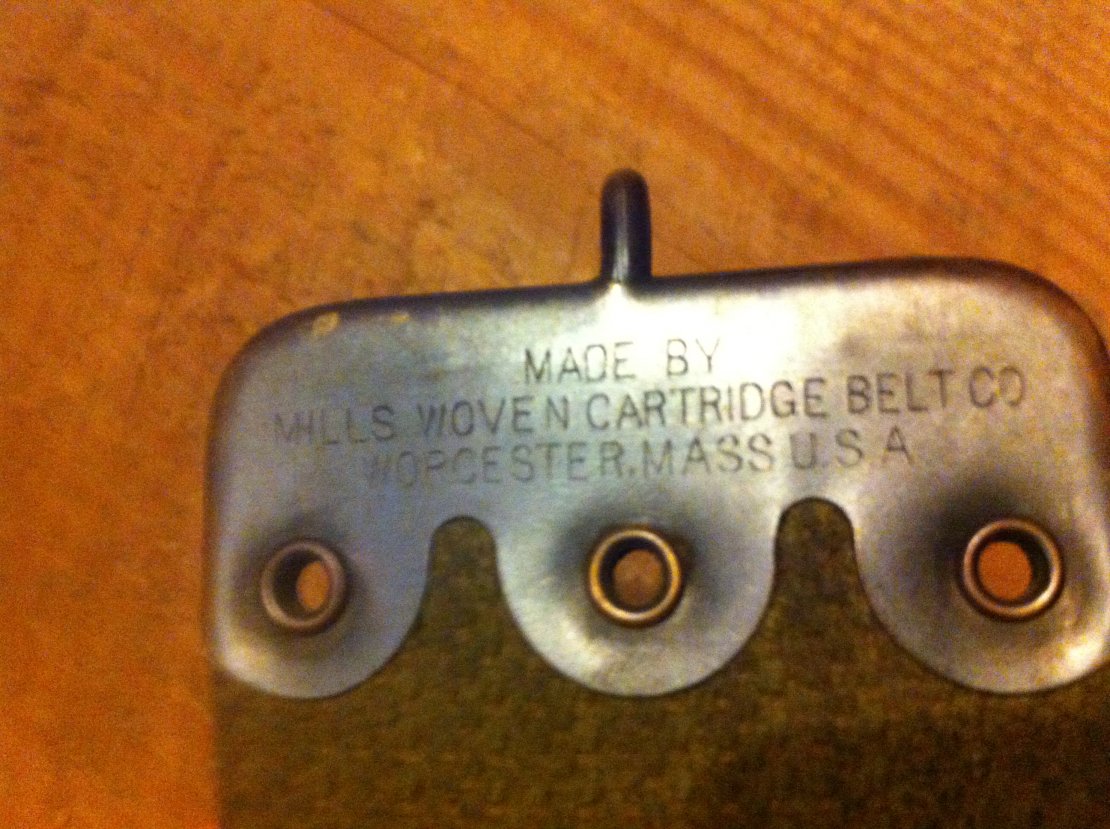 MADE BY
MILLS WOVEN CARTRIDGE BELT CO
WORCESTER, MASS U.S A